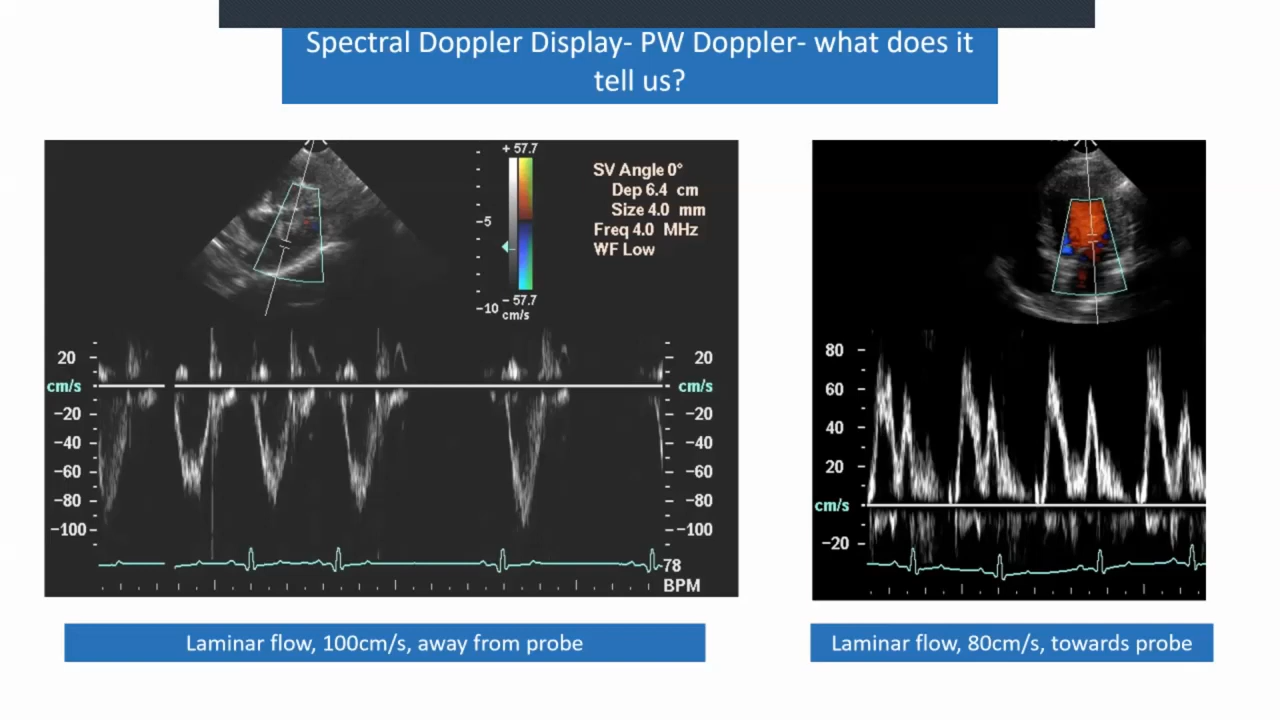 Spectral Doppler Display- PW Doppler- what does it
tell us?
+ 57.7
-5
-10
- 57.7
cm/s
SV Angle 0°
Dep 6.4 cm
Size 4.0 mm
Freq 4.0 MHz
WF Low
20
cm/s
-20
-40
-60
-80
-100
20
cm/s
-20
-40
-60
-80
-100
78
BPM
80
60
40
20
cm/s
-20
Laminar flow, 100cm/s, away from probe
Laminar flow, 80cm/s, towards probe